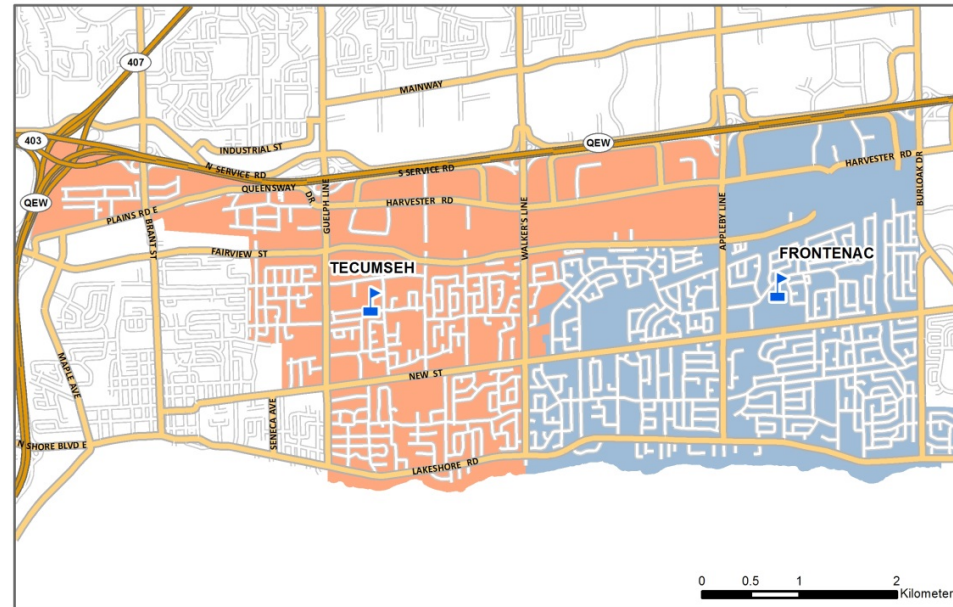 407
MAINWAY
403
QEW
INDUSTRIAL ST
N SERVICE RD
S SERVICE RD
HARVESTER RD
QUEENSWAY DR
HARVESTER RD
QEW
PLAINS RD E
BRANT ST
GUELPH LINE
WALKER'S LINE
APPLEBY LINE
BURLOAK DR
FAIRVIEW ST
TECUMSEH
FRONTENAC
MAPLE AVE
NEW ST
SENECA AVE
N SHORE BLVD E
LAKESHORE RD
0 0.5 1 2
Kilometer